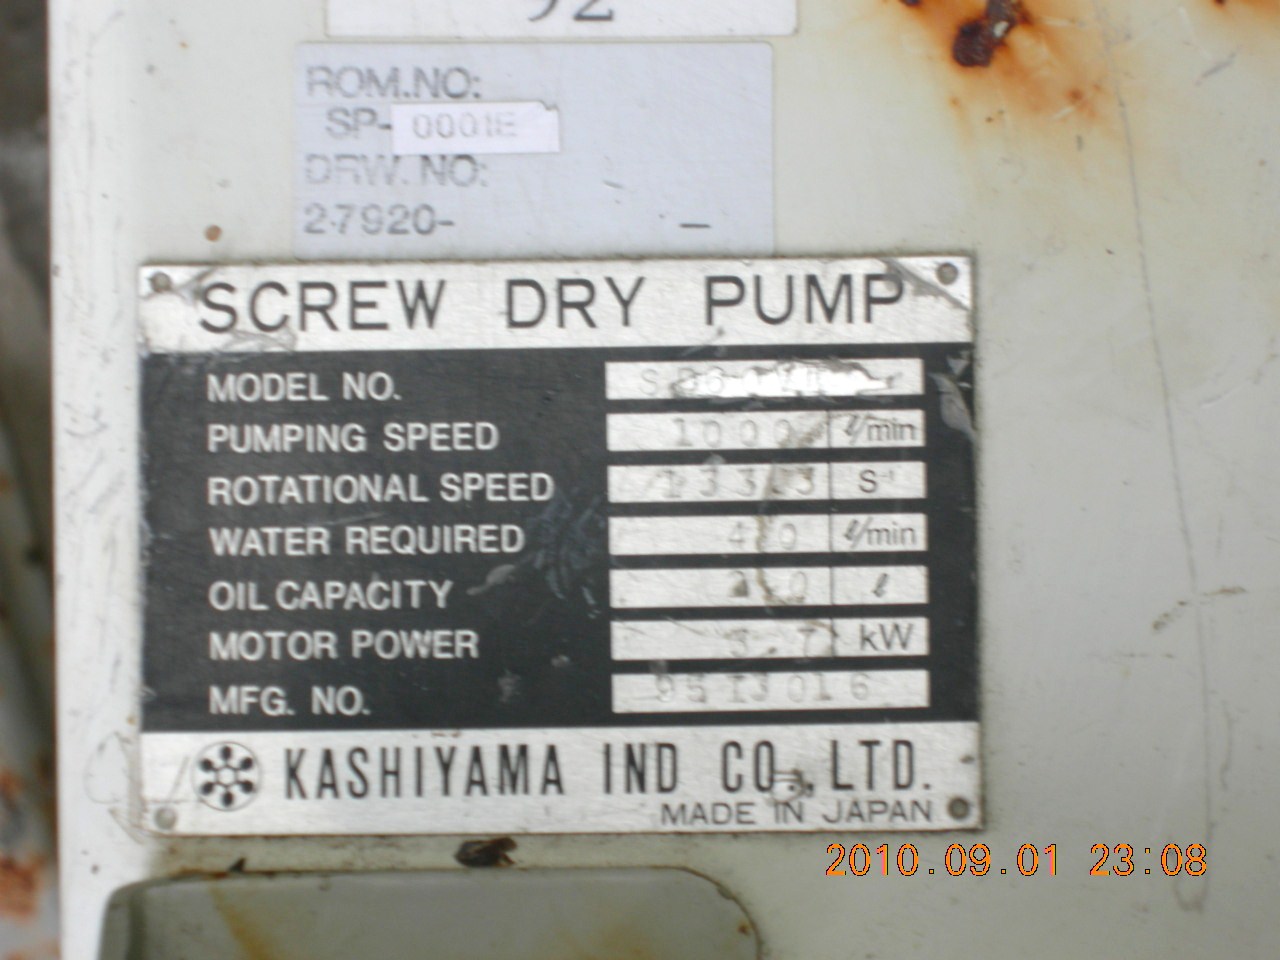 92
ROM.NO:
SP-0001E
DRW.NO:
27920- –
SCREW DRY PUMP
MODEL NO.
PUMPING SPEED 1000 ℓ/min
ROTATIONAL SPEED S⁻¹
WATER REQUIRED ℓ/min
OIL CAPACITY ℓ
MOTOR POWER 3.7 kW
MFG. NO. 9513016
KASHIYAMA IND CO., LTD.
MADE IN JAPAN
2010.09.01 23:08